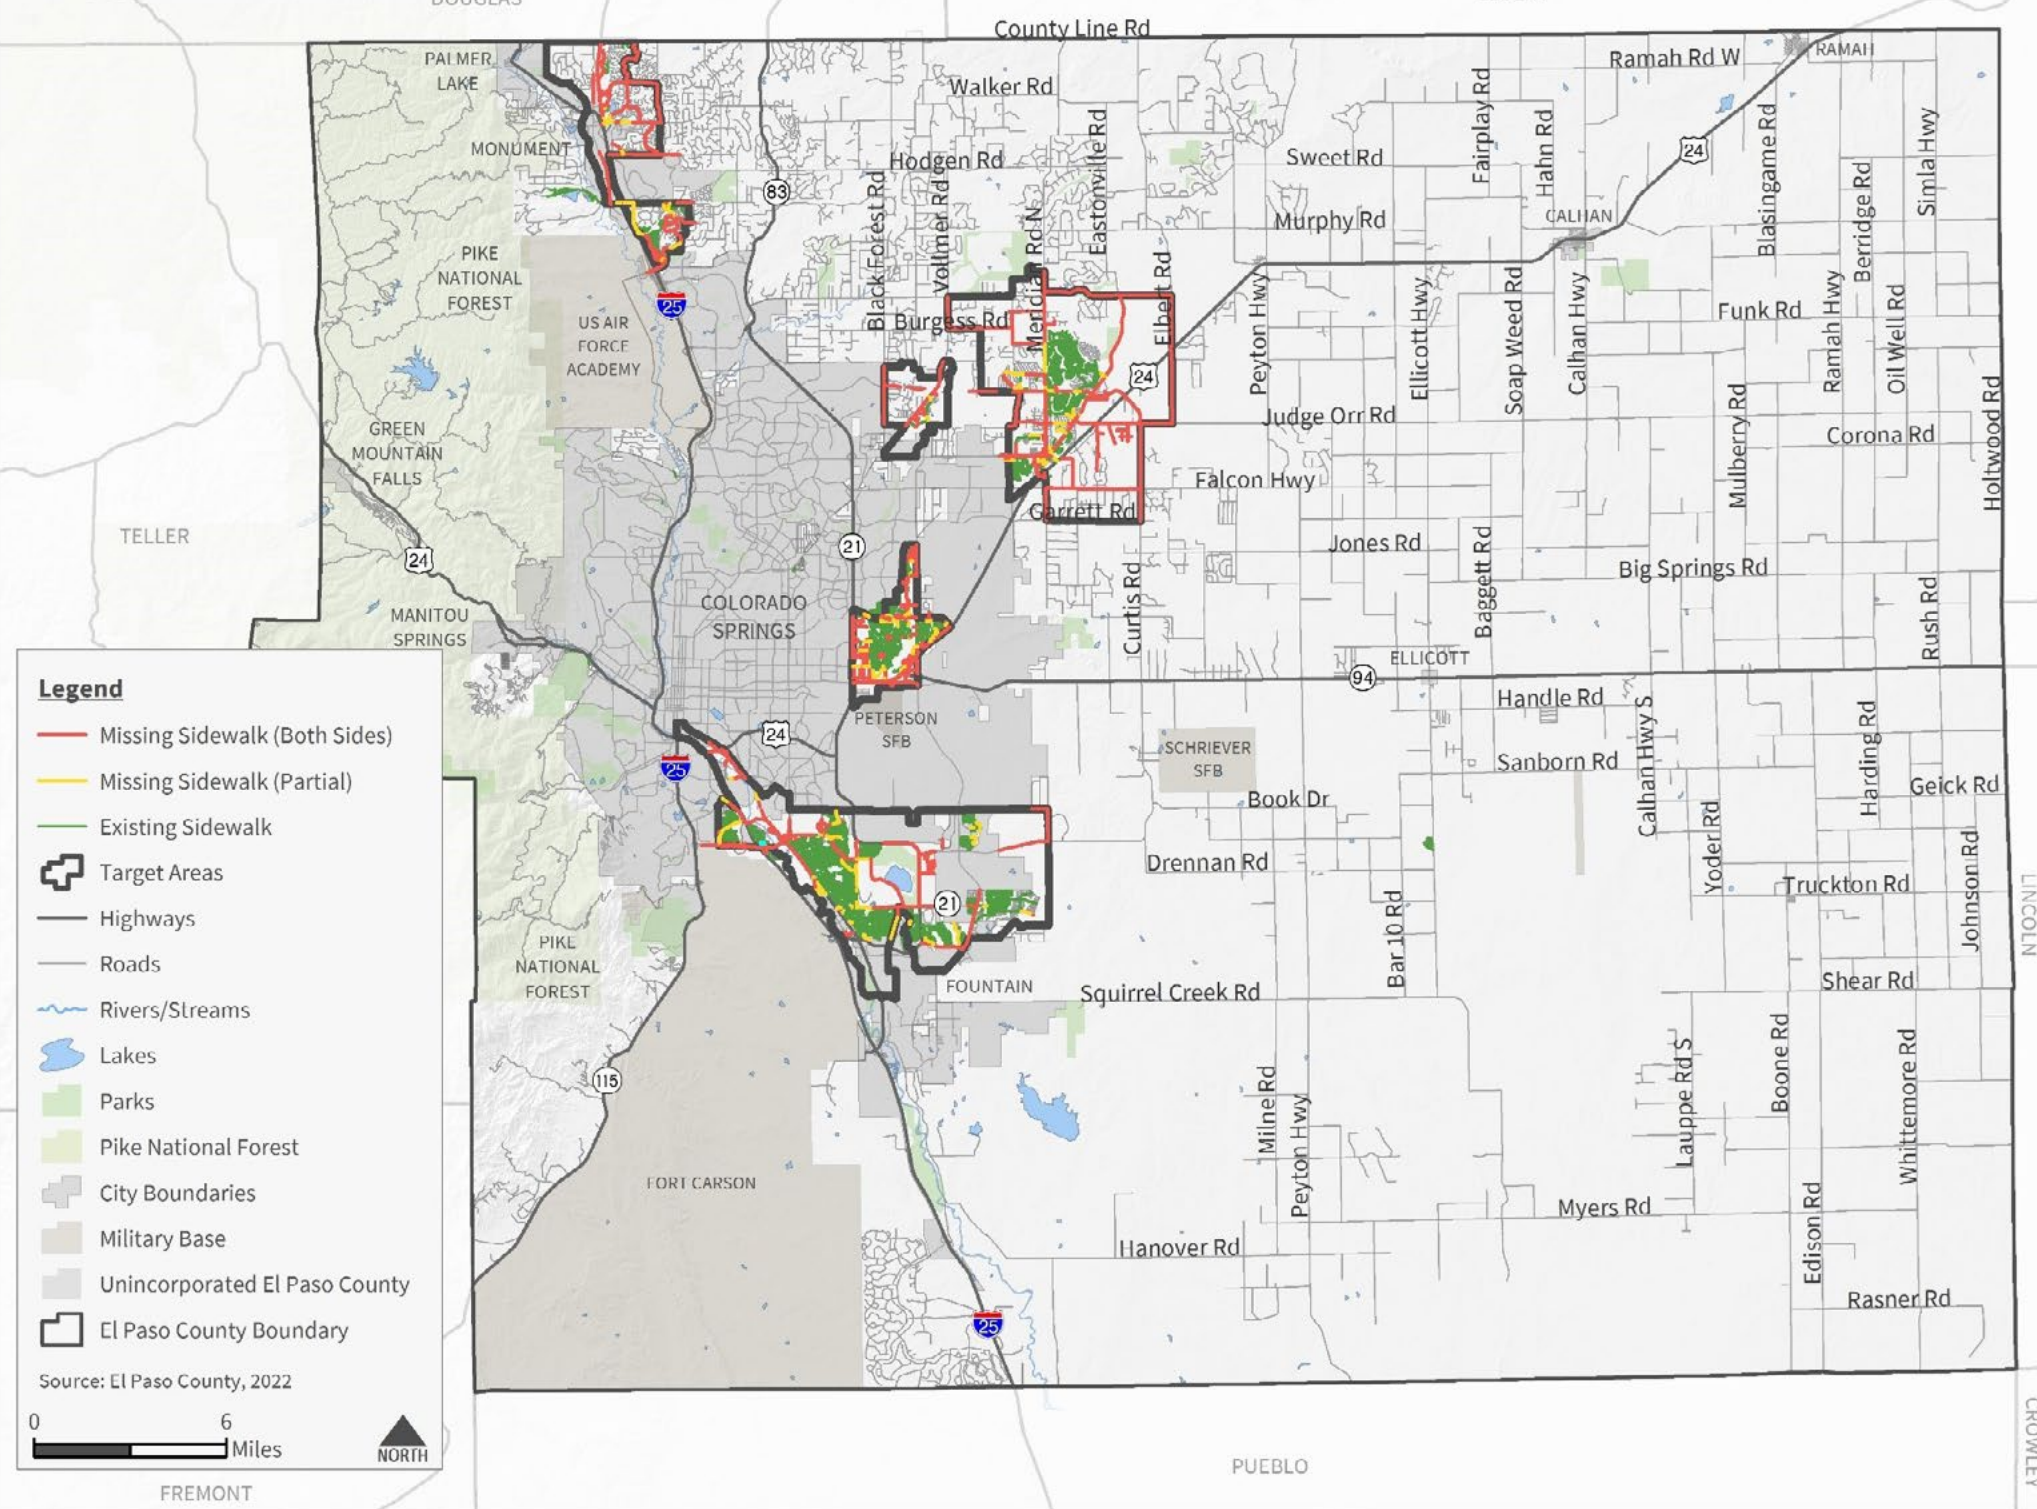 DOUGLAS
County Line Rd
PALMER
LAKE
Ramah Rd W
RAMAH
Walker Rd
Fairplay Rd
Hahn Rd
Blasingame Rd
Simla Hwy
Eastonville Rd
24
MONUMENT
Hodgen Rd
Sweet Rd
Berridge Rd
83
Black Forest Rd
Vollmer Rd
Meridian Rd N
Murphy Rd
CALHAN
PIKE
NATIONAL
FOREST
25
US AIR
FORCE
ACADEMY
Burgess Rd
Elbert Rd
Peyton Hwy
Ellicott Hwy
Soap Weed Rd
Calhan Hwy
Funk Rd
Ramah Hwy
Oil Well Rd
24
Judge Orr Rd
Mulberry Rd
Corona Rd
Holtwood Rd
GREEN
MOUNTAIN
FALLS
Falcon Hwy
Garrett Rd
TELLER
24
21
Jones Rd
Baggett Rd
Big Springs Rd
Curtis Rd
Rush Rd
COLORADO
SPRINGS
MANITOU
SPRINGS
ELLICOTT
94
Handle Rd
PETERSON
SFB
24
25
SCHRIEVER
SFB
Sanborn Rd
Calhan Hwy S
Harding Rd
Geick Rd
Book Dr
Yoder Rd
Drennan Rd
Truckton Rd
Johnson Rd
LINCOLN
21
Bar 10 Rd
PIKE
NATIONAL
FOREST
FOUNTAIN
Squirrel Creek Rd
Shear Rd
115
Milne Rd
Peyton Hwy
Lauppe Rd S
Boone Rd
Whittemore Rd
FORT CARSON
Myers Rd
Hanover Rd
Edison Rd
Rasner Rd
25
PUEBLO
CROWLEY
FREMONT
Legend
Missing Sidewalk (Both Sides)
Missing Sidewalk (Partial)
Existing Sidewalk
Target Areas
Highways
Roads
Rivers/Streams
Lakes
Parks
Pike National Forest
City Boundaries
Military Base
Unincorporated El Paso County
El Paso County Boundary
Source: El Paso County, 2022
0 6
Miles
NORTH